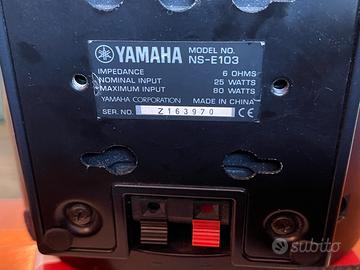 YAMAHA MODEL NO.
NS-E103
IMPEDANCE 6 OHMS
NOMINAL INPUT 25 WATTS
MAXIMUM INPUT 80 WATTS
YAMAHA CORPORATION MADE IN CHINA
SER. NO. Z163970 CE
subito